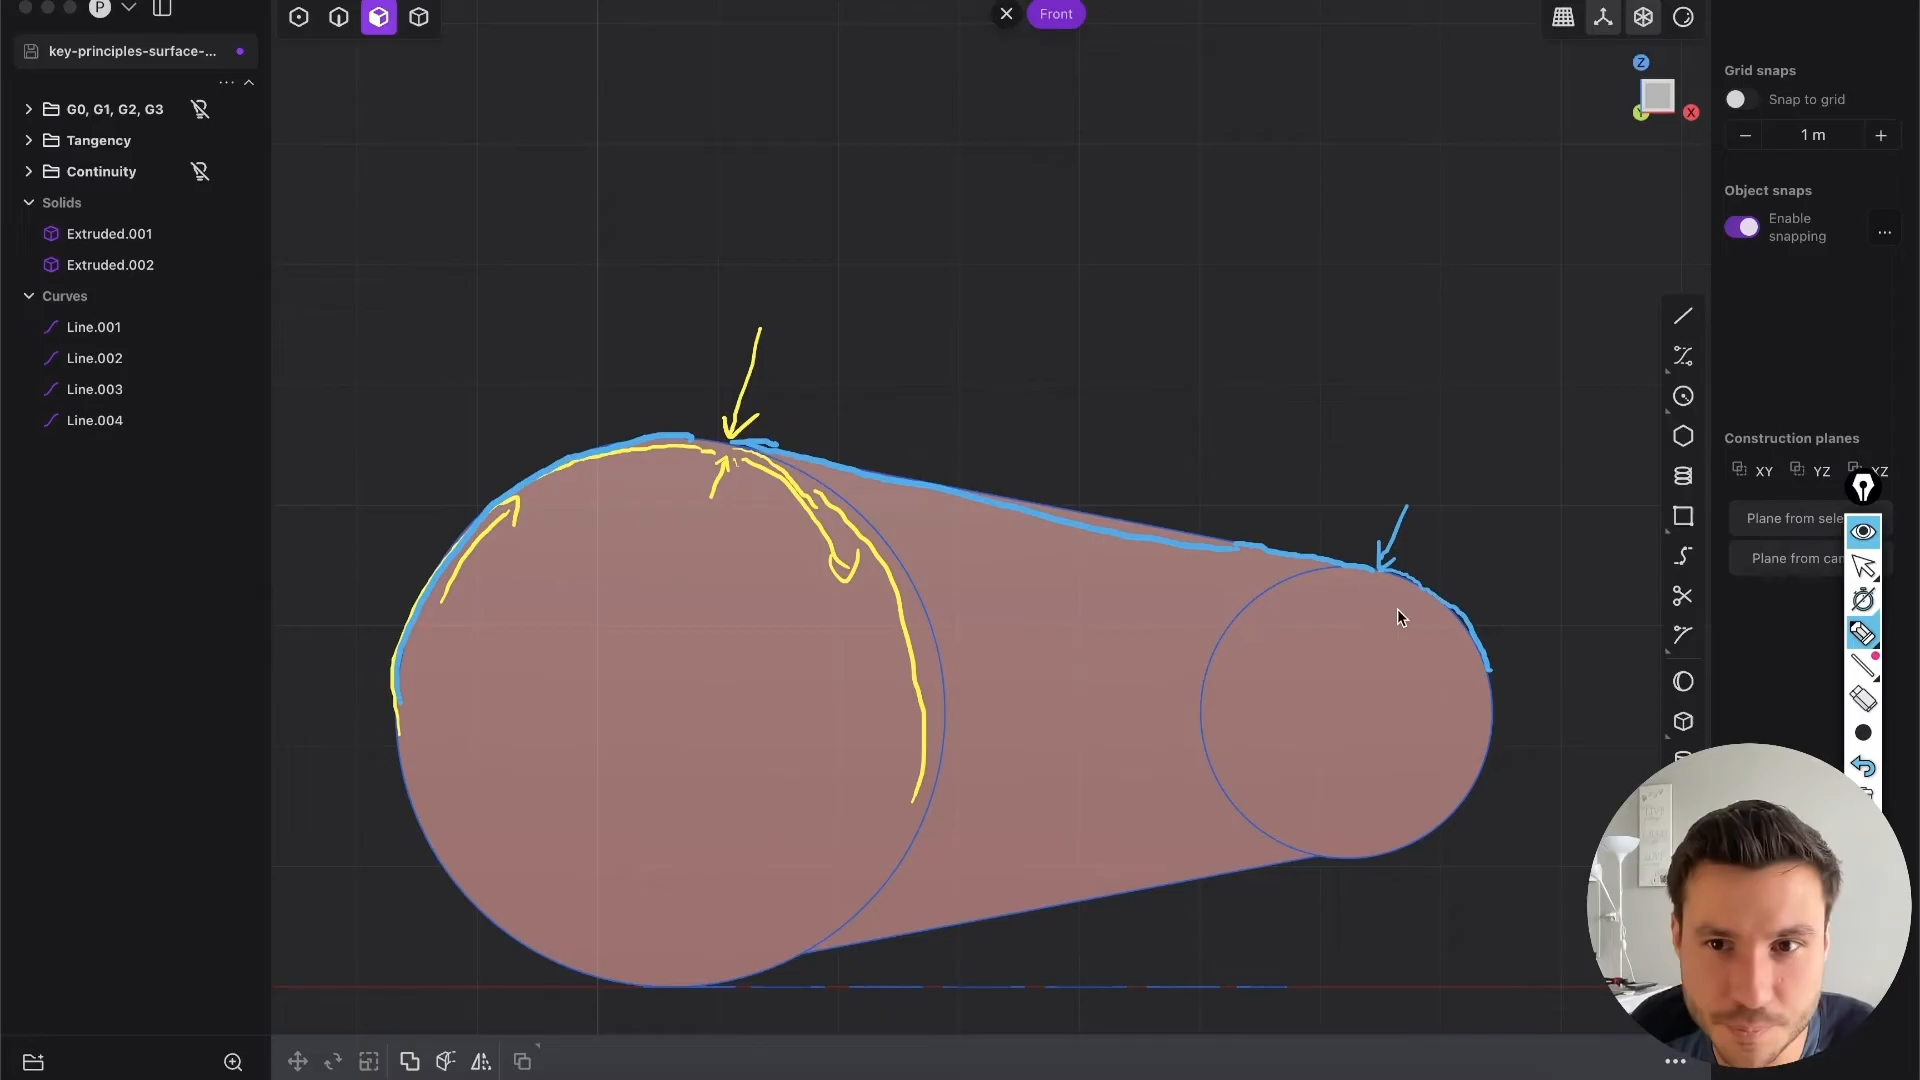 P
Front
key-principles-surface-...
G0, G1, G2, G3
Tangency
Continuity
Solids
Extruded.001
Extruded.002
Curves
Line.001
Line.002
Line.003
Line.004
Z
X
Grid snaps
Snap to grid
1 m
Object snaps
Enable
snapping
Construction planes
XY
YZ
XZ
Plane from sele
Plane from can